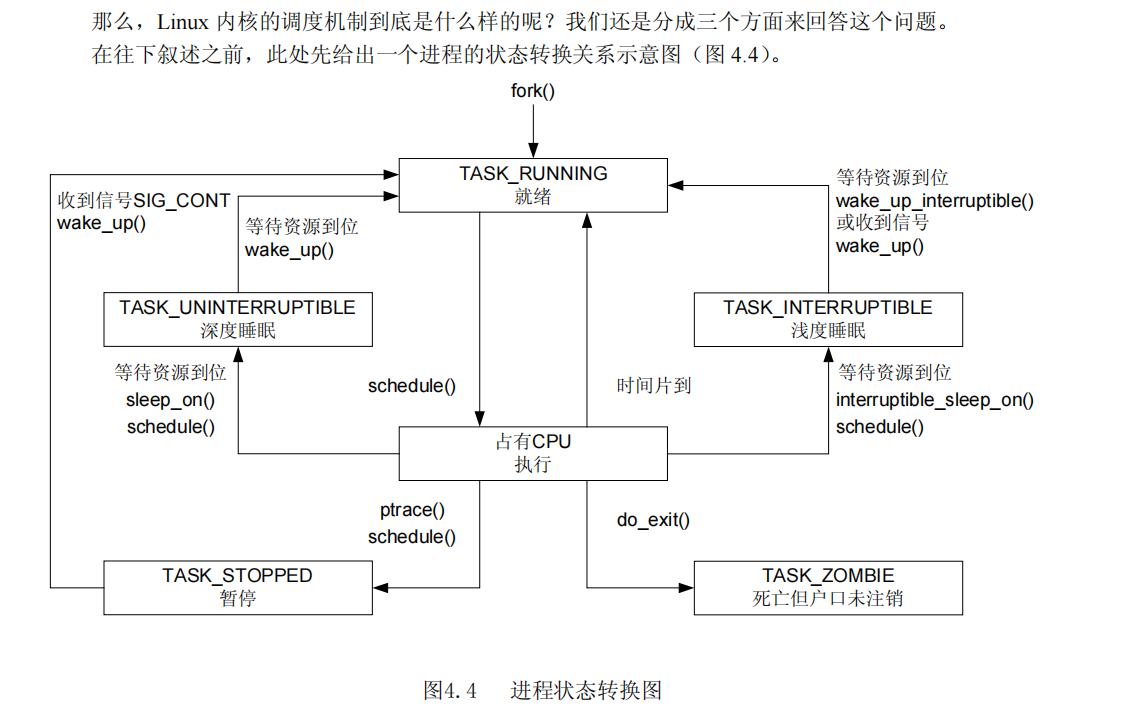 那么，Linux 内核的调度机制到底是什么样的呢？我们还是分成三个方面来回答这个问题。
在往下叙述之前，此处先给出一个进程的状态转换关系示意图（图 4.4）。
fork()
TASK_RUNNING
就绪
收到信号SIG_CONT
wake_up()
等待资源到位
wake_up()
等待资源到位
wake_up_interruptible()
或收到信号
wake_up()
TASK_UNINTERRUPTIBLE
深度睡眠
TASK_INTERRUPTIBLE
浅度睡眠
等待资源到位
sleep_on()
schedule()
schedule()
时间片到
等待资源到位
interruptible_sleep_on()
schedule()
占有CPU
执行
ptrace()
schedule()
do_exit()
TASK_STOPPED
暂停
TASK_ZOMBIE
死亡但户口未注销
图4.4 进程状态转换图